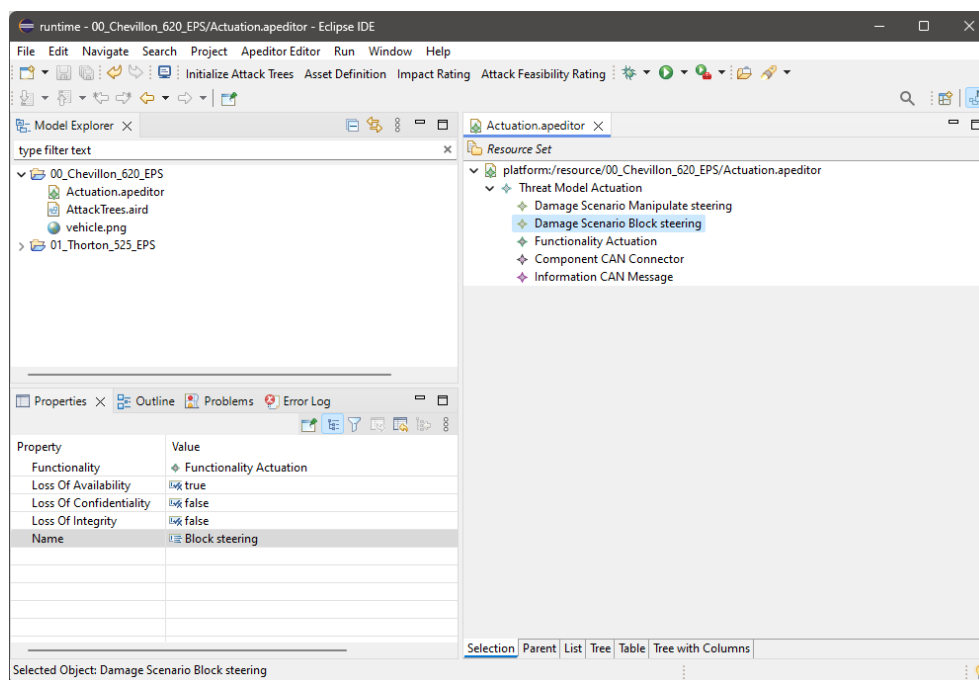 runtime - 00_Chevillon_620_EPS/Actuation.apeditor - Eclipse IDE
File Edit Navigate Search Project Apeditor Editor Run Window Help
Initialize Attack Trees Asset Definition Impact Rating Attack Feasibility Rating
Model Explorer
type filter text
00_Chevillon_620_EPS
Actuation.apeditor
AttackTrees.aird
vehicle.png
01_Thorton_525_EPS
Properties Outline Problems Error Log
Property Value
Functionality Functionality Actuation
Loss Of Availability true
Loss Of Confidentiality false
Loss Of Integrity false
Name Block steering
Actuation.apeditor
Resource Set
platform:/resource/00_Chevillon_620_EPS/Actuation.apeditor
Threat Model Actuation
Damage Scenario Manipulate steering
Damage Scenario Block steering
Functionality Actuation
Component CAN Connector
Information CAN Message
Selection Parent List Tree Table Tree with Columns
Selected Object: Damage Scenario Block steering